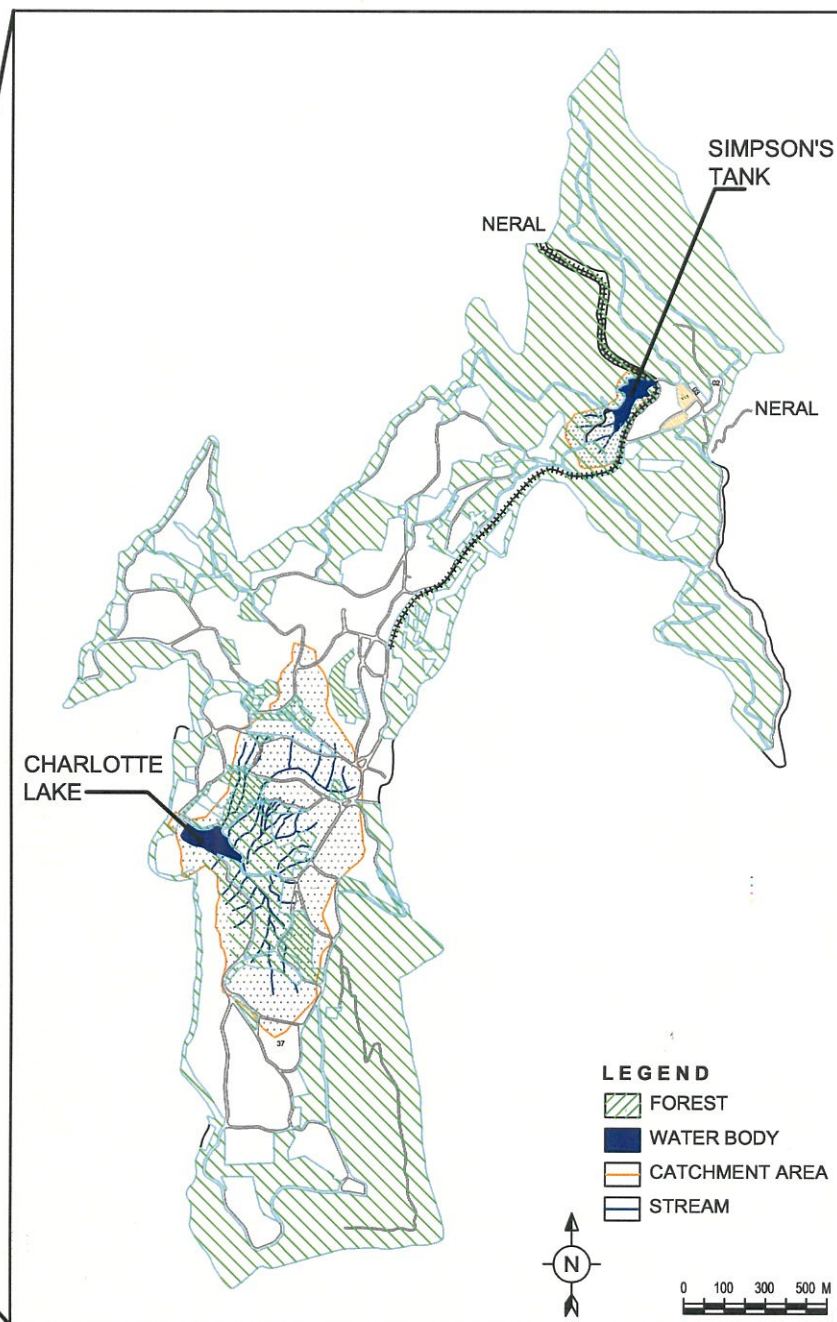 SIMPSON'S
TANK
NERAL
NERAL
CHARLOTTE
LAKE
37
LEGEND
FOREST
WATER BODY
CATCHMENT AREA
STREAM
N
0 100 300 500 M